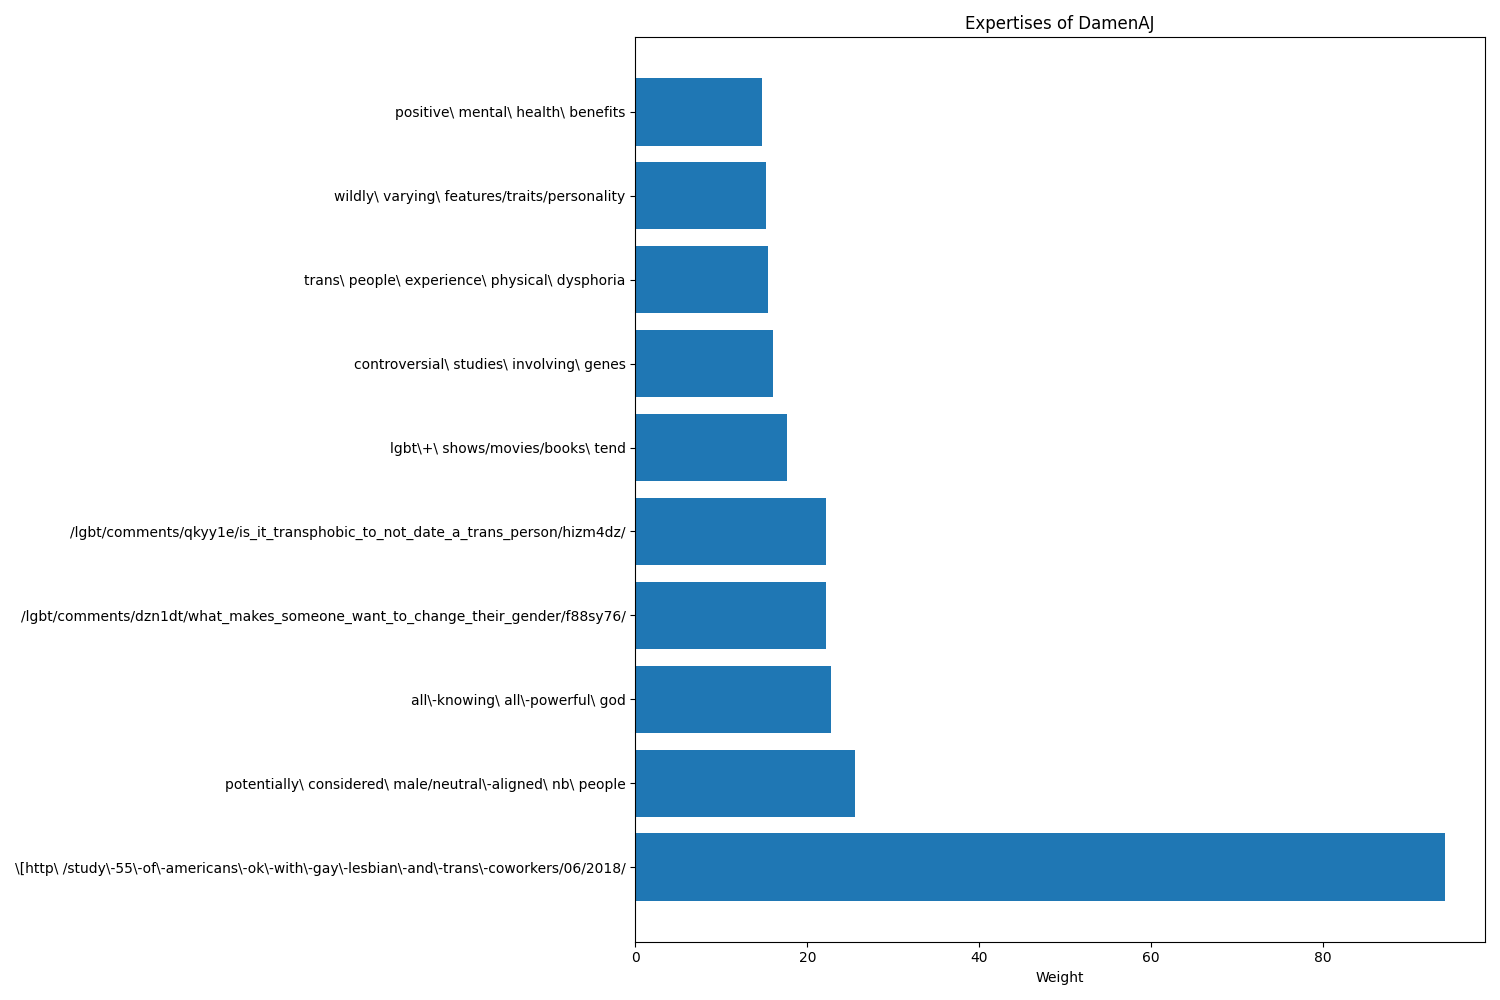 Expertises of DamenAJ
positive\ mental\ health\ benefits
wildly\ varying\ features/traits/personality
trans\ people\ experience\ physical\ dysphoria
controversial\ studies\ involving\ genes
lgbt\+\ shows/movies/books\ tend
/lgbt/comments/qkyy1e/is_it_transphobic_to_not_date_a_trans_person/hizm4dz/
/lgbt/comments/dzn1dt/what_makes_someone_want_to_change_their_gender/f88sy76/
all\-knowing\ all\-powerful\ god
potentially\ considered\ male/neutral\-aligned\ nb\ people
\[http\ /study\-55\-of\-americans\-ok\-with\-gay\-lesbian\-and\-trans\-coworkers/06/2018/
0 20 40 60 80
Weight